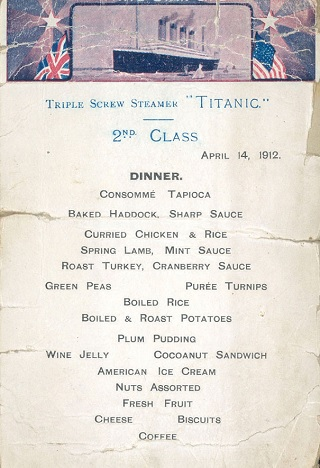 Triple Screw Steamer "Titanic."
2nd. Class
April 14, 1912.
DINNER.
Consommé Tapioca
Baked Haddock, Sharp Sauce
Curried Chicken & Rice
Spring Lamb, Mint Sauce
Roast Turkey, Cranberry Sauce
Green Peas Purée Turnips
Boiled Rice
Boiled & Roast Potatoes
Plum Pudding
Wine Jelly Cocoanut Sandwich
American Ice Cream
Nuts Assorted
Fresh Fruit
Cheese Biscuits
Coffee